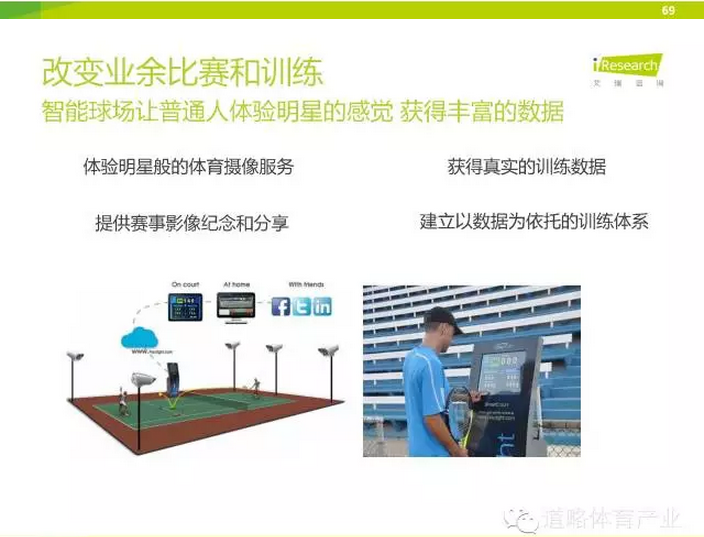 69
改变业余比赛和训练
iResearch
艾瑞咨询
智能球场让普通人体验明星的感觉 获得丰富的数据
体验明星般的体育摄像服务
获得真实的训练数据
提供赛事影像纪念和分享
建立以数据为依托的训练体系
On court
At home
With friends
道略体育产业